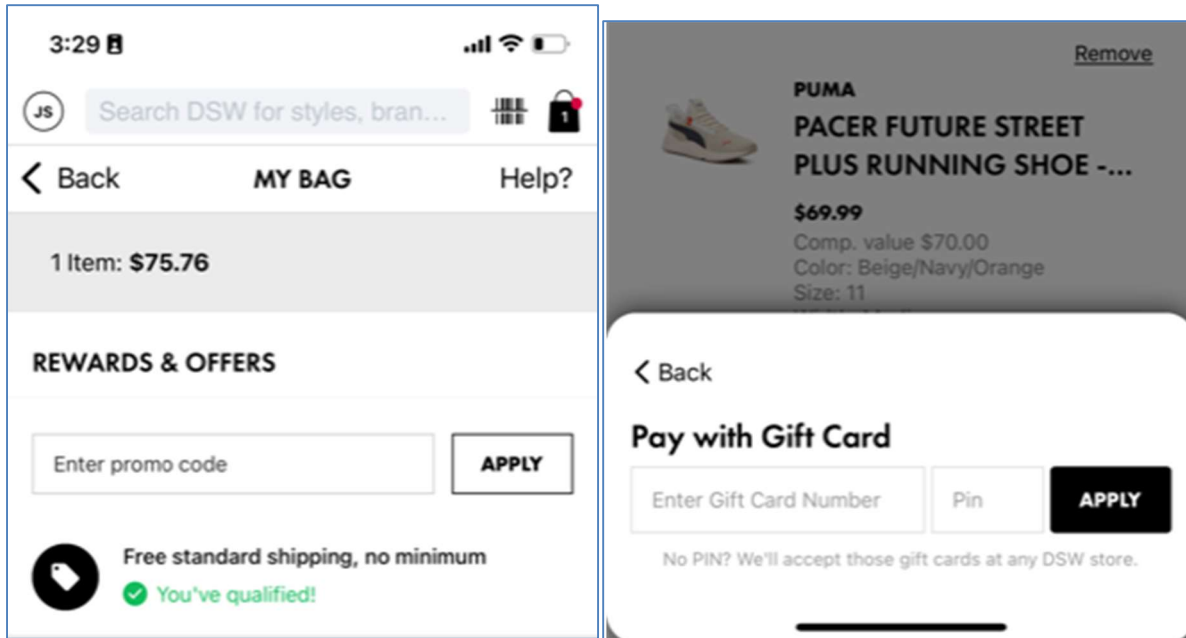 3:29
JS
Search DSW for styles, bran...
1
Back
MY BAG
Help?
1 Item: $75.76
REWARDS & OFFERS
Enter promo code
APPLY
Free standard shipping, no minimum
You've qualified!
Remove
PUMA
PACER FUTURE STREET
PLUS RUNNING SHOE -...
$69.99
Comp. value $70.00
Color: Beige/Navy/Orange
Size: 11
Back
Pay with Gift Card
Enter Gift Card Number
Pin
APPLY
No PIN? We'll accept those gift cards at any DSW store.